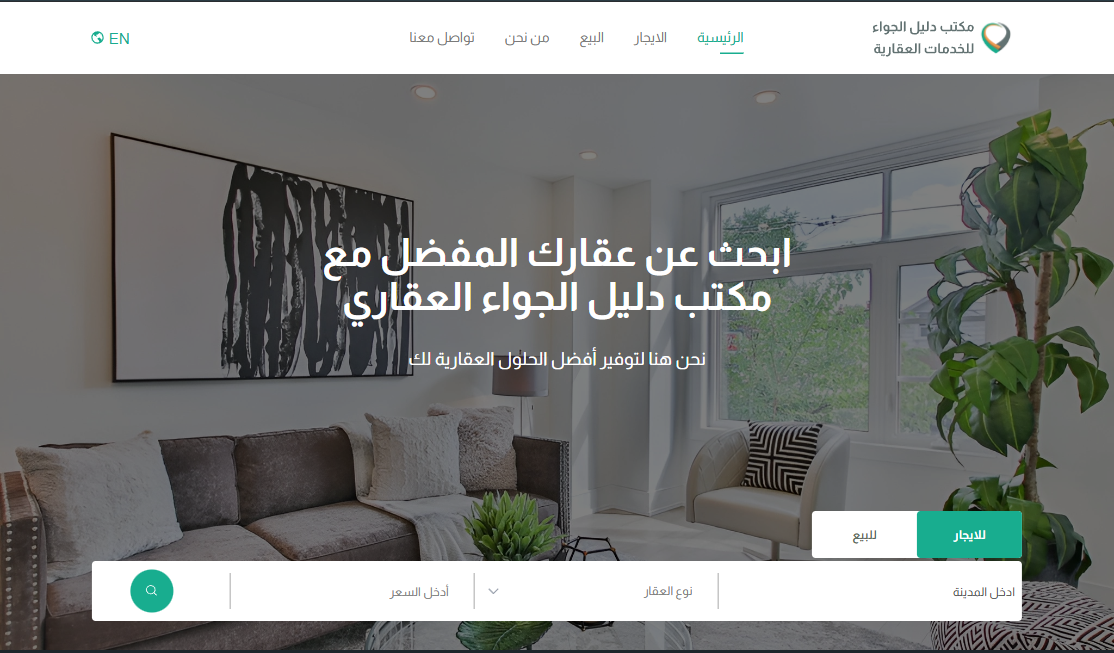 مكتب دليل الجواء
للخدمات العقارية
الرئيسية
الايجار
البيع
من نحن
تواصل معنا
EN
ابحث عن عقارك المفضل مع
مكتب دليل الجواء العقاري
نحن هنا لتوفير أفضل الحلول العقارية لك
للايجار
للبيع
ادخل المدينة
نوع العقار
أدخل السعر